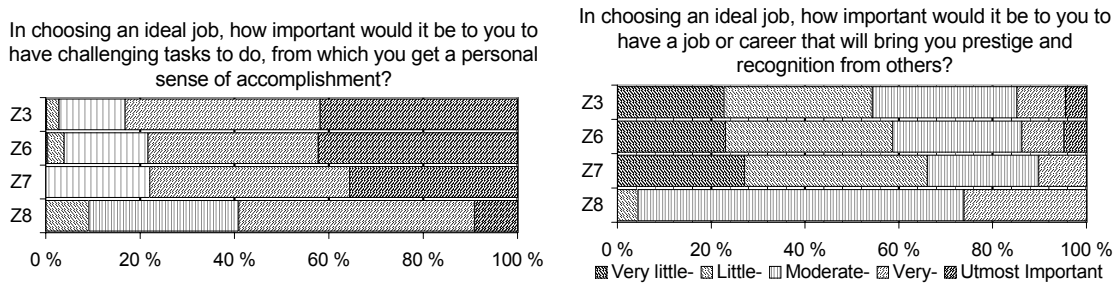 In choosing an ideal job, how important would it be to you to
have challenging tasks to do, from which you get a personal
sense of accomplishment?
Z3
Z6
Z7
Z8
0 % 20 % 40 % 60 % 80 % 100 %
In choosing an ideal job, how important would it be to you to
have a job or career that will bring you prestige and
recognition from others?
Z3
Z6
Z7
Z8
0 % 20 % 40 % 60 % 80 % 100 %
Very little- Little- Moderate- Very- Utmost Important